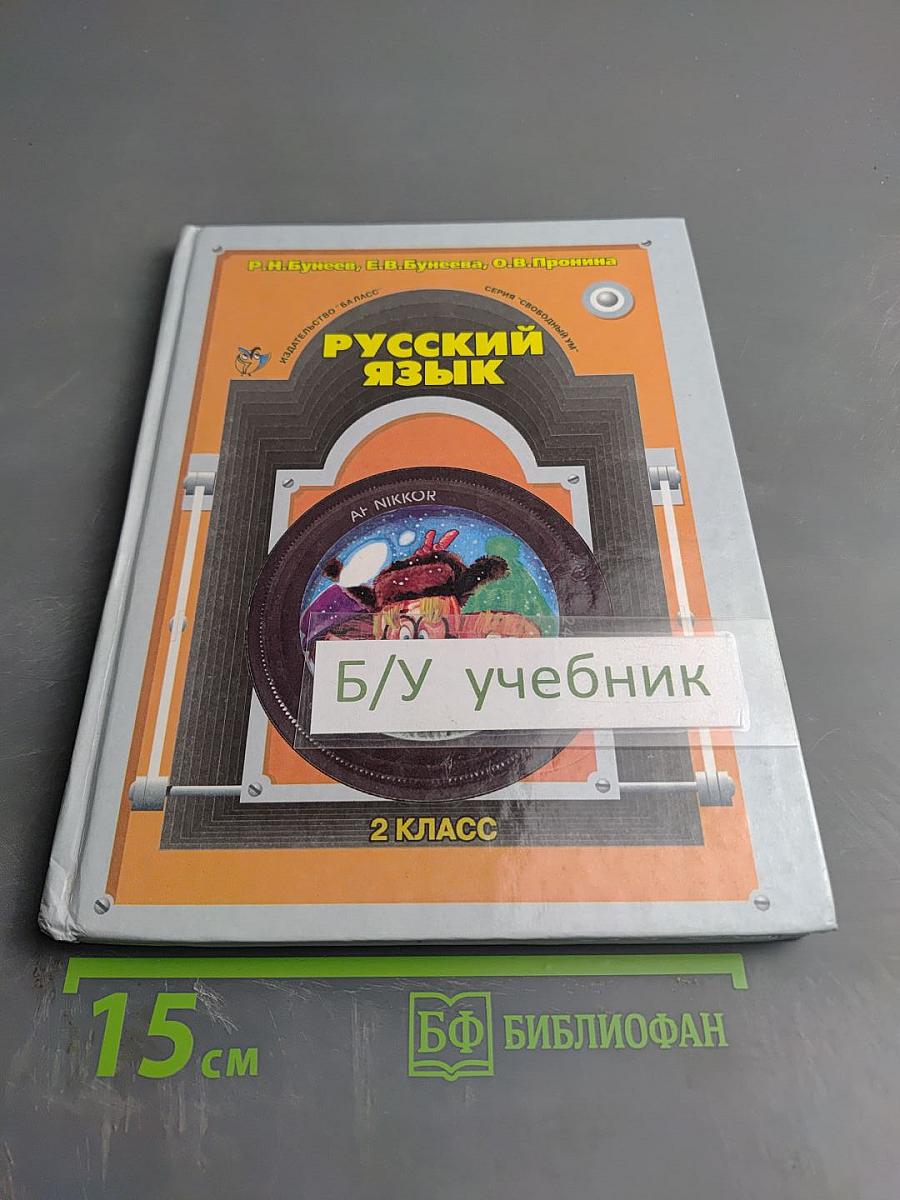 Р.Н.Бунеев, Е.В.Бунеева, О.В.Пронина
ИЗДАТЕЛЬСТВО "БАЛАСС"
СЕРИЯ "СВОБОДНЫЙ УМ"
РУССКИЙ
ЯЗЫК
AF NIKKOR
Б/У учебник
2 КЛАСС
15 см
БФ БИБЛИОФАН